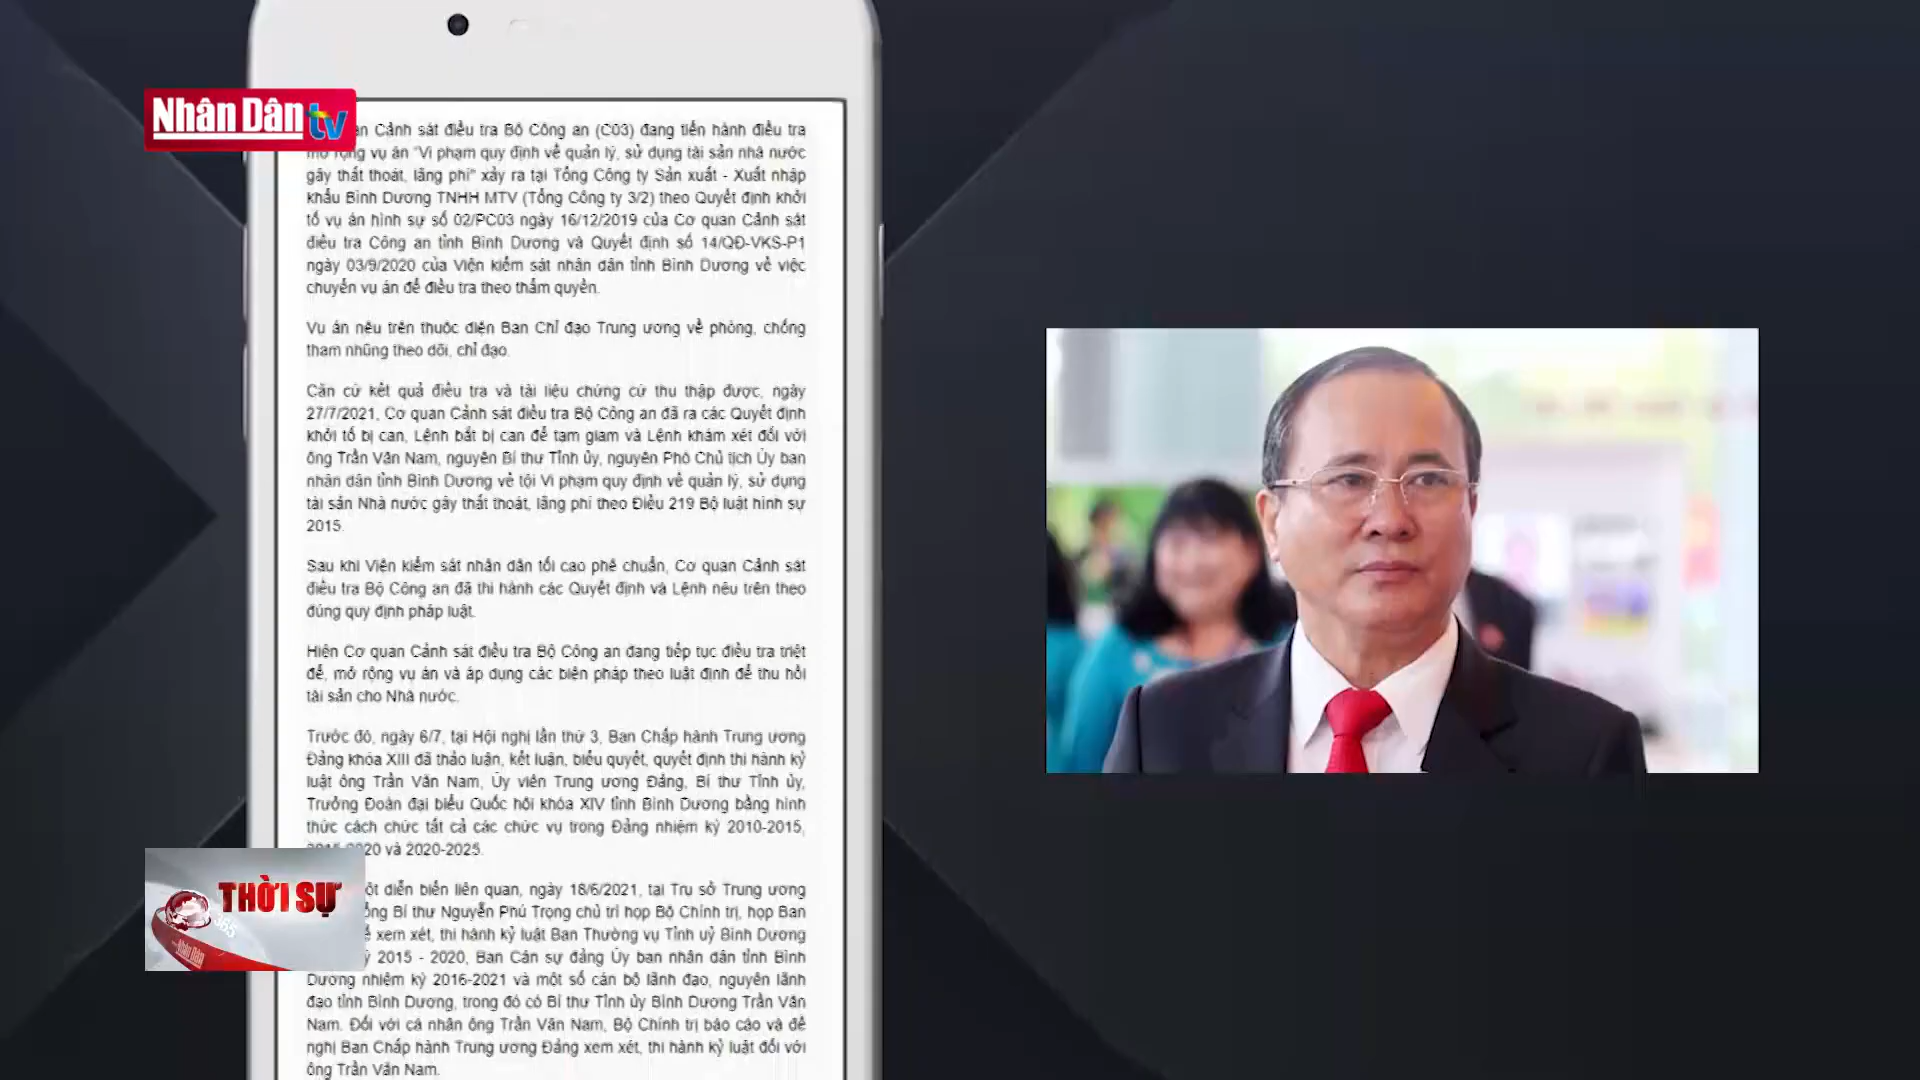 Nhân Dân tv
Cảnh sát điều tra Bộ Công an (C03) đang tiến hành điều tra
mở rộng vụ án "Vi phạm quy định về quản lý, sử dụng tài sản nhà nước
gây thất thoát, lãng phí" xảy ra tại Tổng Công ty Sản xuất - Xuất nhập
khẩu Bình Dương TNHH MTV (Tổng Công ty 3/2) theo Quyết định khởi
tố vụ án hình sự số 02/PC03 ngày 16/12/2019 của Cơ quan Cảnh sát
điều tra Công an tỉnh Bình Dương và Quyết định số 14/QĐ-VKS-P1
ngày 03/9/2020 của Viện kiểm sát nhân dân tỉnh Bình Dương về việc
chuyển vụ án để điều tra theo thẩm quyền.
Vụ án nêu trên thuộc diện Ban Chỉ đạo Trung ương về phòng, chống
tham nhũng theo dõi, chỉ đạo.
Căn cứ kết quả điều tra và tài liệu chứng cứ thu thập được, ngày
27/7/2021, Cơ quan Cảnh sát điều tra Bộ Công an đã ra các Quyết định
khởi tố bị can, Lệnh bắt bị can để tạm giam và Lệnh khám xét đối với
ông Trần Văn Nam, nguyên Bí thư Tỉnh ủy, nguyên Phó Chủ tịch Ủy ban
nhân dân tỉnh Bình Dương về tội Vi phạm quy định về quản lý, sử dụng
tài sản Nhà nước gây thất thoát, lãng phí theo Điều 219 Bộ luật hình sự
2015.
Sau khi Viện kiểm sát nhân dân tối cao phê chuẩn, Cơ quan Cảnh sát
điều tra Bộ Công an đã thi hành các Quyết định và Lệnh nêu trên theo
đúng quy định pháp luật.
Hiện Cơ quan Cảnh sát điều tra Bộ Công an đang tiếp tục điều tra triệt
để, mở rộng vụ án và áp dụng các biện pháp theo luật định để thu hồi
tài sản cho Nhà nước.
Trước đó, ngày 6/7, tại Hội nghị lần thứ 3, Ban Chấp hành Trung ương
Đảng khóa XIII đã thảo luận, kết luận, biểu quyết, quyết định thi hành kỷ
luật ông Trần Văn Nam, Ủy viên Trung ương Đảng, Bí thư Tỉnh ủy,
Trưởng Đoàn đại biểu Quốc hội khóa XIV tỉnh Bình Dương bằng hình
thức cách chức tất cả các chức vụ trong Đảng nhiệm kỳ 2010-2015,
2015-2020 và 2020-2025.
diễn biến liên quan, ngày 18/6/2021, tại Trụ sở Trung ương
Bí thư Nguyễn Phú Trọng chủ trì họp Bộ Chính trị, họp Ban
xem xét, thi hành kỷ luật Ban Thường vụ Tỉnh uỷ Bình Dương
2015 - 2020, Ban Cán sự đảng Ủy ban nhân dân tỉnh Bình
Dương nhiệm kỳ 2016-2021 và một số cán bộ lãnh đạo, nguyên lãnh
đạo tỉnh Bình Dương, trong đó có Bí thư Tỉnh ủy Bình Dương Trần Văn
Nam. Đối với cá nhân ông Trần Văn Nam, Bộ Chính trị báo cáo và đề
nghị Ban Chấp hành Trung ương Đảng xem xét, thi hành kỷ luật đối với
ông Trần Văn Nam.
THỜI SỰ
365
Nhân Dân